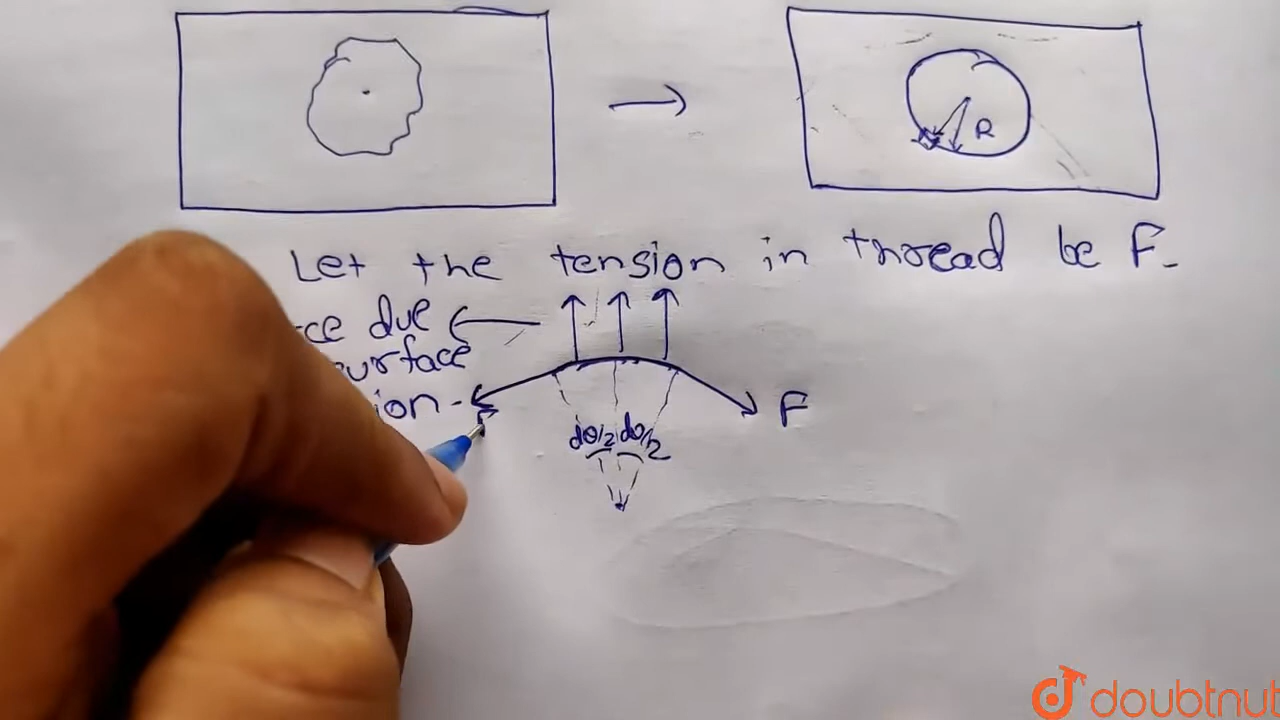 R
Let the tension in thread be F.
ce due
urface
ion -
F
F
dθ/2 dθ/2
doubtnut